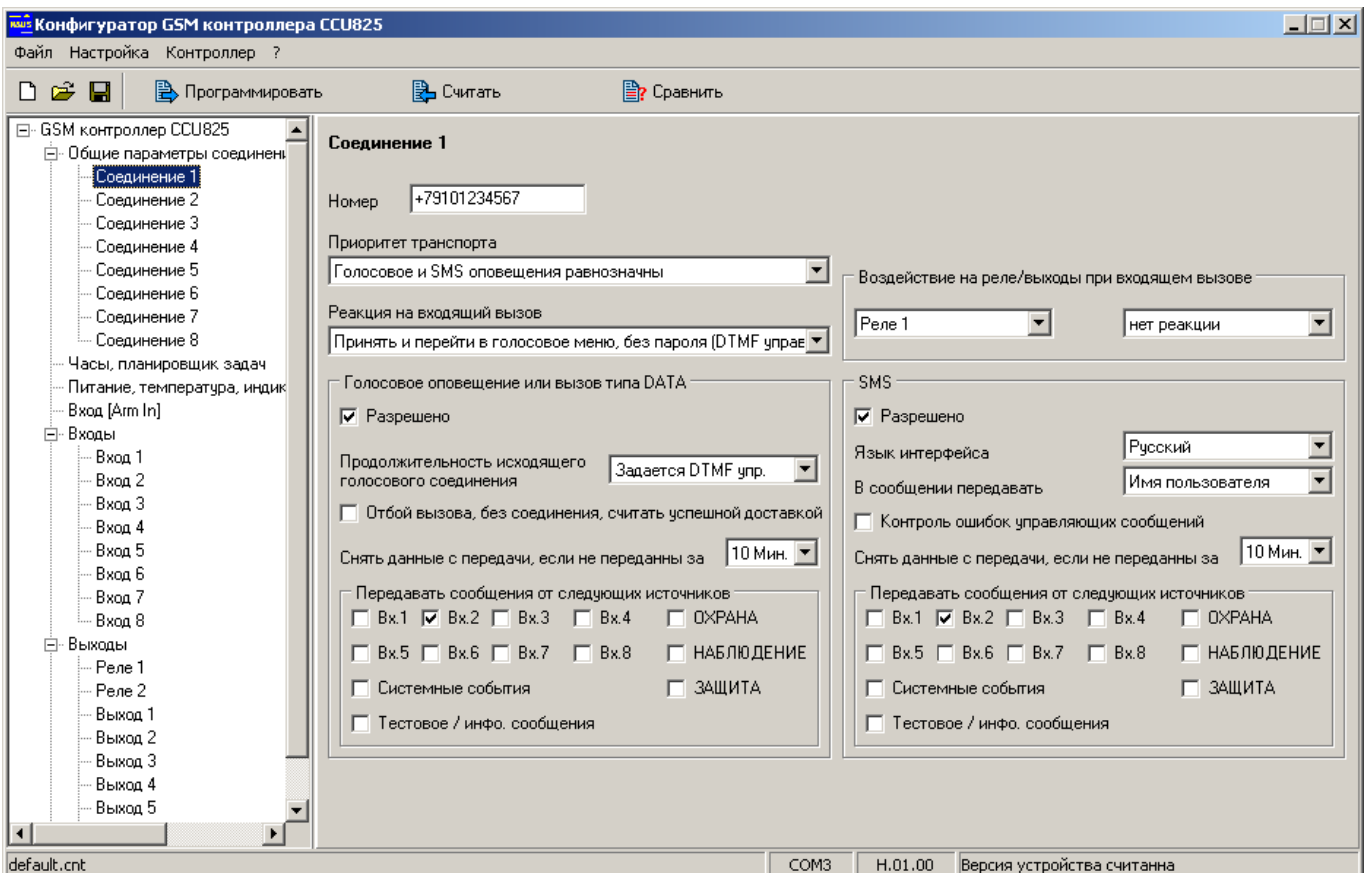 Конфигуратор GSM контроллера CCU825
Файл Настройка Контроллер ?
Программировать Считать Сравнить
GSM контроллер CCU825
Общие параметры соединени
Соединение 1
Соединение 2
Соединение 3
Соединение 4
Соединение 5
Соединение 6
Соединение 7
Соединение 8
Часы, планировщик задач
Питание, температура, индик
Вход [Arm In]
Входы
Вход 1
Вход 2
Вход 3
Вход 4
Вход 5
Вход 6
Вход 7
Вход 8
Выходы
Реле 1
Реле 2
Выход 1
Выход 2
Выход 3
Выход 4
Выход 5
Соединение 1
Номер +79101234567
Приоритет транспорта
Голосовое и SMS оповещения равнозначны
Реакция на входящий вызов
Принять и перейти в голосовое меню, без пароля (DTMF управ
Воздействие на реле/выходы при входящем вызове
Реле 1 нет реакции
Голосовое оповещение или вызов типа DATA
Разрешено
Продолжительность исходящего
голосового соединения
Задается DTMF упр.
Отбой вызова, без соединения, считать успешной доставкой
Снять данные с передачи, если не переданны за 10 Мин.
Передавать сообщения от следующих источников
Вх.1 Вх.2 Вх.3 Вх.4 ОХРАНА
Вх.5 Вх.6 Вх.7 Вх.8 НАБЛЮДЕНИЕ
Системные события ЗАЩИТА
Тестовое / инфо. сообщения
SMS
Разрешено
Язык интерфейса Русский
В сообщении передавать Имя пользователя
Контроль ошибок управляющих сообщений
Снять данные с передачи, если не переданны за 10 Мин.
Передавать сообщения от следующих источников
Вх.1 Вх.2 Вх.3 Вх.4 ОХРАНА
Вх.5 Вх.6 Вх.7 Вх.8 НАБЛЮДЕНИЕ
Системные события ЗАЩИТА
Тестовое / инфо. сообщения
default.cnt COM3 H.01.00 Версия устройства считанна